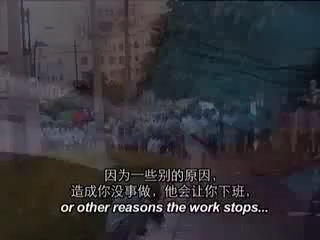 因为一些别的原因，
造成你没事做，他会让你下班，
or other reasons the work stops...